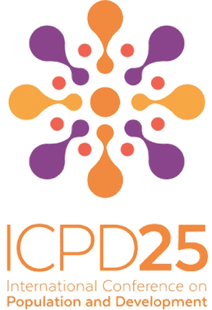 ICPD25
International Conference on
Population and Development